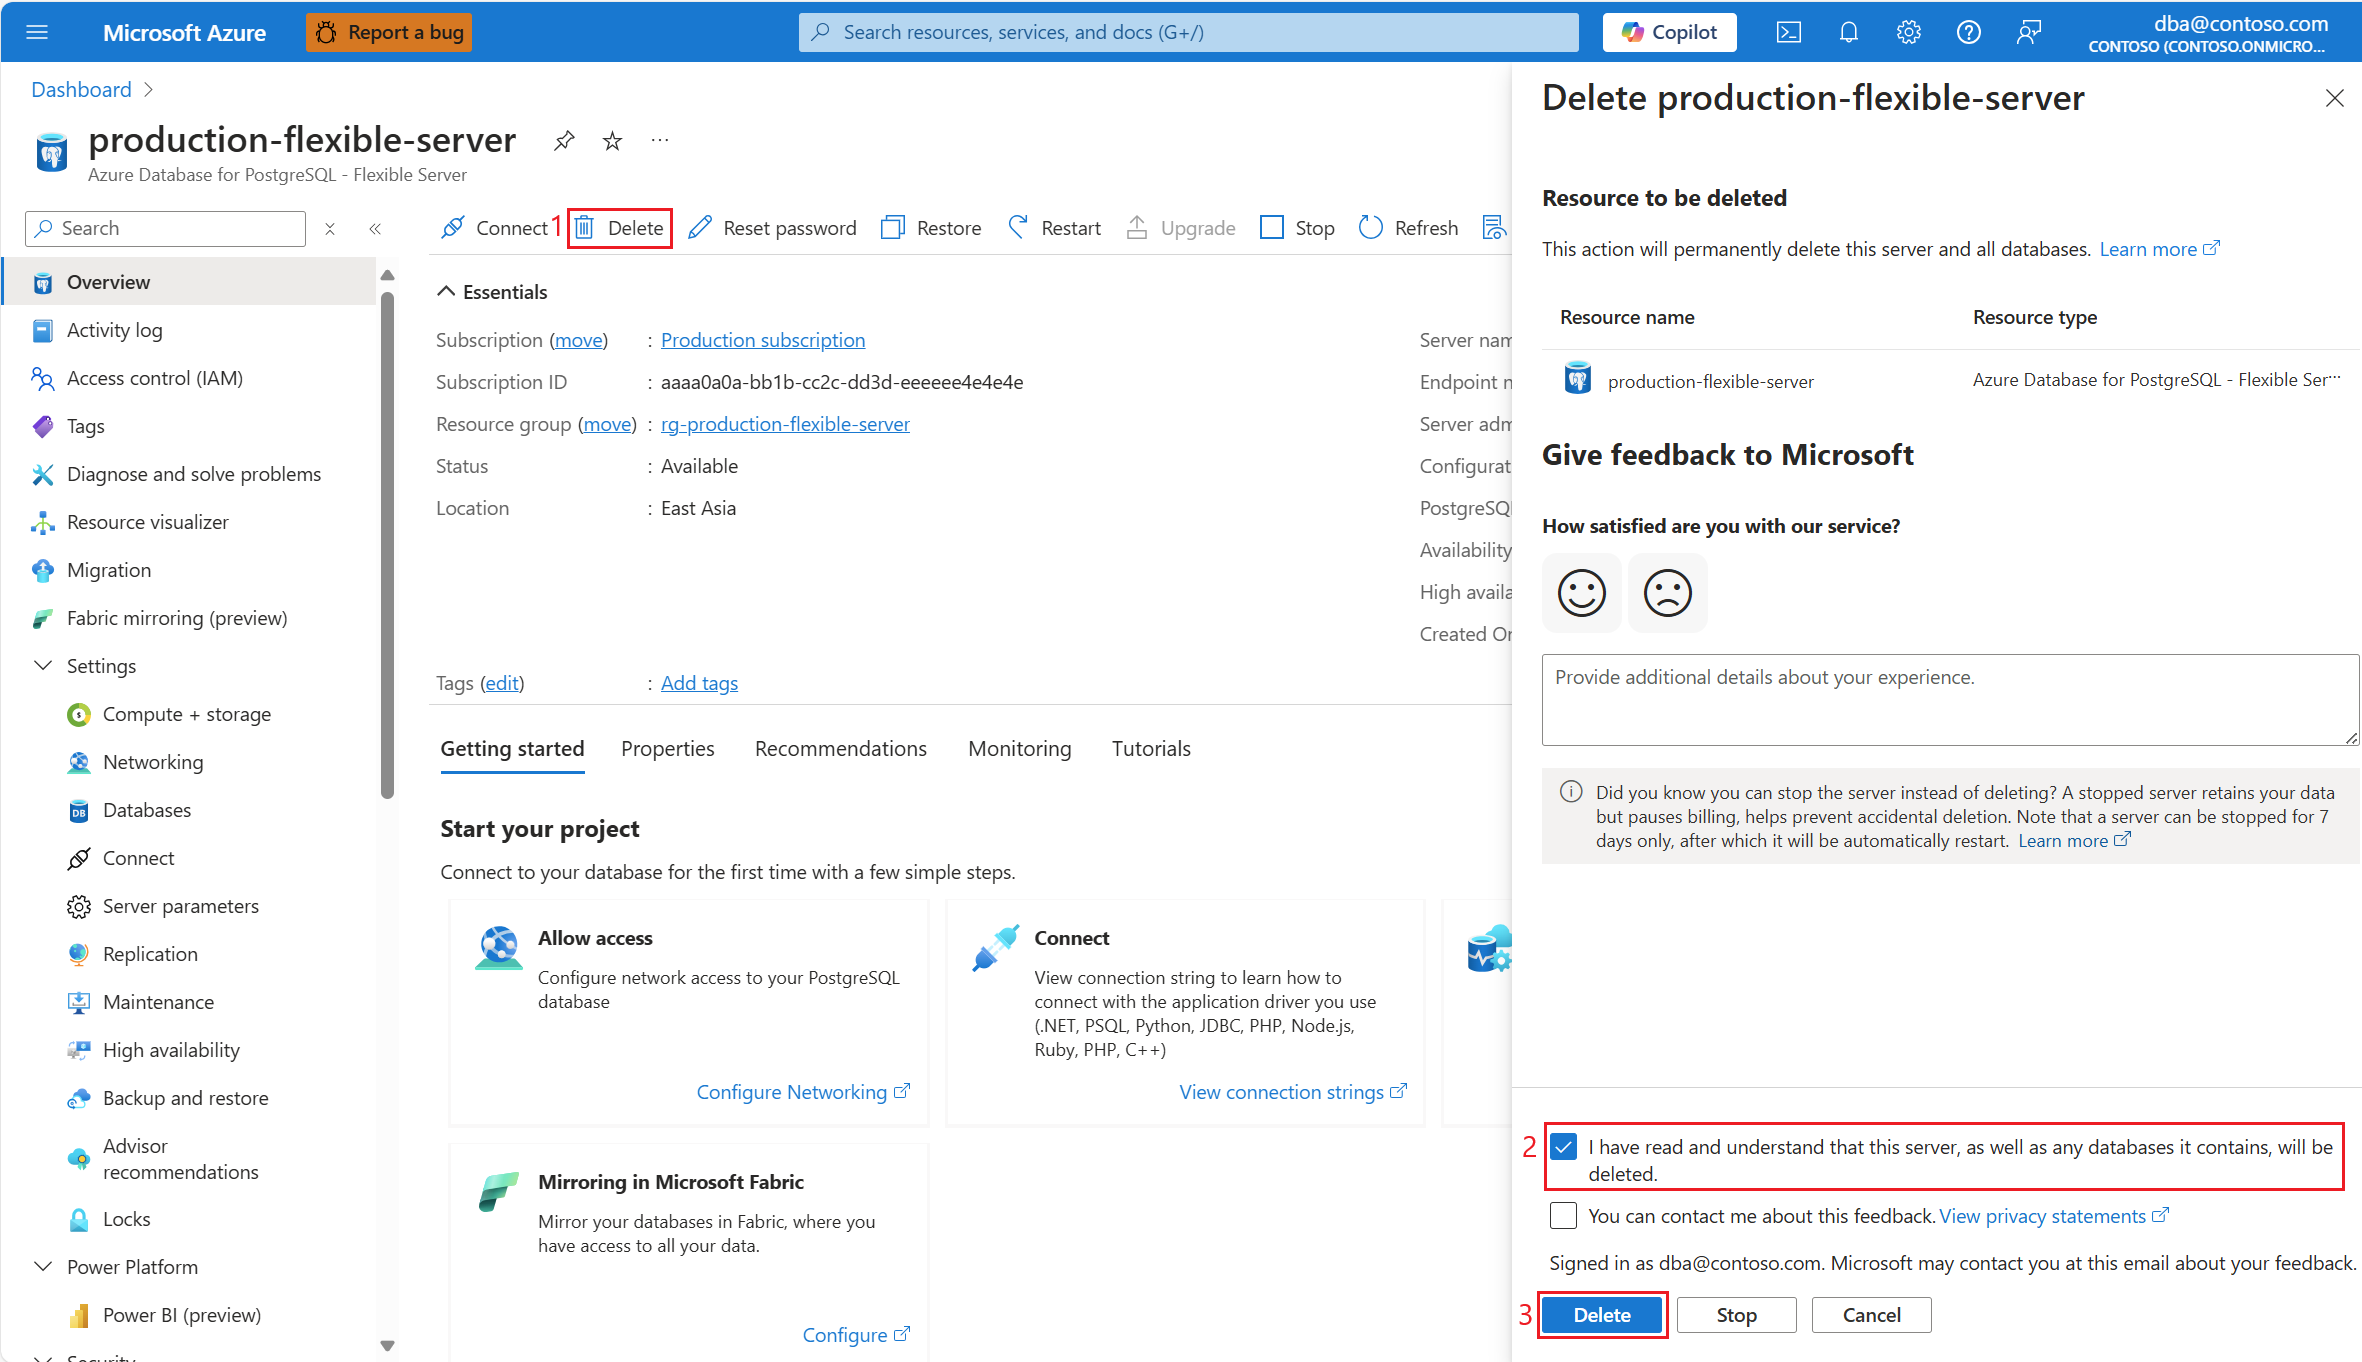 Microsoft Azure
Report a bug
Search resources, services, and docs (G+/)
Copilot
dba@contoso.com
CONTOSO (CONTOSO.ONMICRO...
Dashboard
production-flexible-server
...
Azure Database for PostgreSQL - Flexible Server
Search
Overview
Activity log
Access control (IAM)
Tags
Diagnose and solve problems
Resource visualizer
Migration
Fabric mirroring (preview)
Settings
Compute + storage
Networking
Databases
Connect
Server parameters
Replication
Maintenance
High availability
Backup and restore
Advisor
recommendations
Locks
Power Platform
Power BI (preview)
Security
Connect
1
Delete
Reset password
Restore
Restart
Upgrade
Stop
Refresh
Essentials
Subscription (move) : Production subscription
Subscription ID : aaaa0a0a-bb1b-cc2c-dd3d-eeeeee4e4e4e
Resource group (move) : rg-production-flexible-server
Status : Available
Location : East Asia
Server nam
Endpoint n
Server adm
Configurat
PostgreSQL
Availability
High availa
Created On
Tags (edit) : Add tags
Getting started
Properties
Recommendations
Monitoring
Tutorials
Start your project
Connect to your database for the first time with a few simple steps.
Allow access
Configure network access to your PostgreSQL
database
Configure Networking
Connect
View connection string to learn how to
connect with the application driver you use
(.NET, PSQL, Python, JDBC, PHP, Node.js,
Ruby, PHP, C++)
View connection strings
Mirroring in Microsoft Fabric
Mirror your databases in Fabric, where you
have access to all your data.
Configure
Delete production-flexible-server
Resource to be deleted
This action will permanently delete this server and all databases. Learn more
Resource name Resource type
production-flexible-server Azure Database for PostgreSQL - Flexible Ser...
Give feedback to Microsoft
How satisfied are you with our service?
Provide additional details about your experience.
Did you know you can stop the server instead of deleting? A stopped server retains your data
but pauses billing, helps prevent accidental deletion. Note that a server can be stopped for 7
days only, after which it will be automatically restart. Learn more
2
I have read and understand that this server, as well as any databases it contains, will be
deleted.
You can contact me about this feedback. View privacy statements
Signed in as dba@contoso.com. Microsoft may contact you at this email about your feedback.
3
Delete
Stop
Cancel